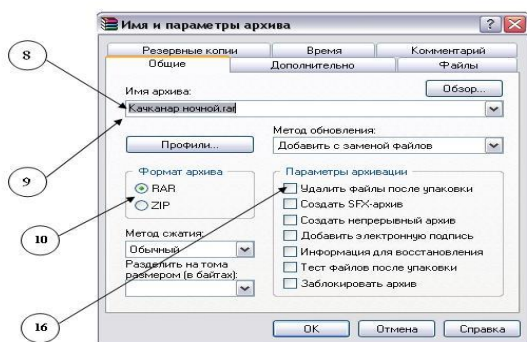 Имя и параметры архива
Резервные копии Время Комментарий
Общие Дополнительно Файлы
8
Имя архива:
Обзор...
Качканар ночной.rar
Метод обновления:
Профили...
Добавить с заменой файлов
9
Формат архива
Параметры архивации
RAR
Удалить файлы после упаковки
ZIP
Создать SFX-архив
10
Создать непрерывный архив
Метод сжатия:
Добавить электронную подпись
Обычный
Информация для восстановления
Разделить на тома
размером (в байтах):
Тест файлов после упаковки
Заблокировать архив
16
OK Отмена Справка